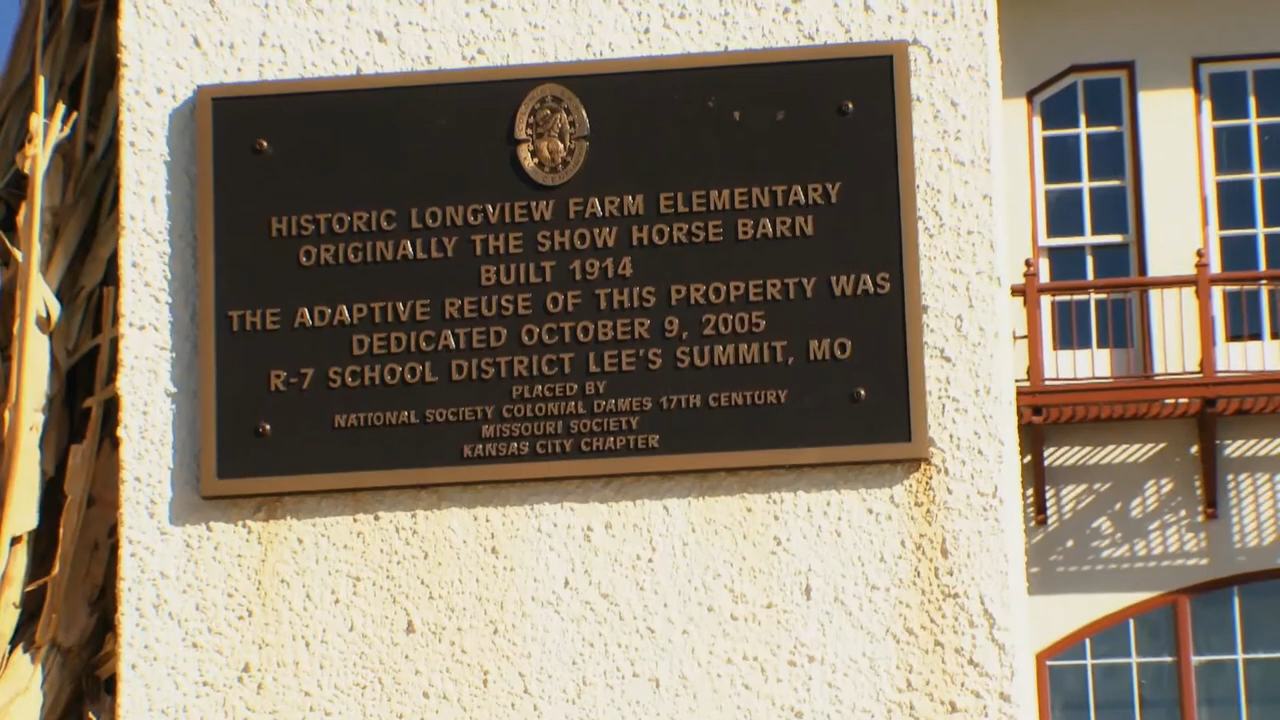 HISTORIC LONGVIEW FARM ELEMENTARY
ORIGINALLY THE SHOW HORSE BARN
BUILT 1914
THE ADAPTIVE REUSE OF THIS PROPERTY WAS
DEDICATED OCTOBER 9, 2005
R-7 SCHOOL DISTRICT LEE'S SUMMIT, MO
PLACED BY
NATIONAL SOCIETY COLONIAL DAMES 17TH CENTURY
MISSOURI SOCIETY
KANSAS CITY CHAPTER